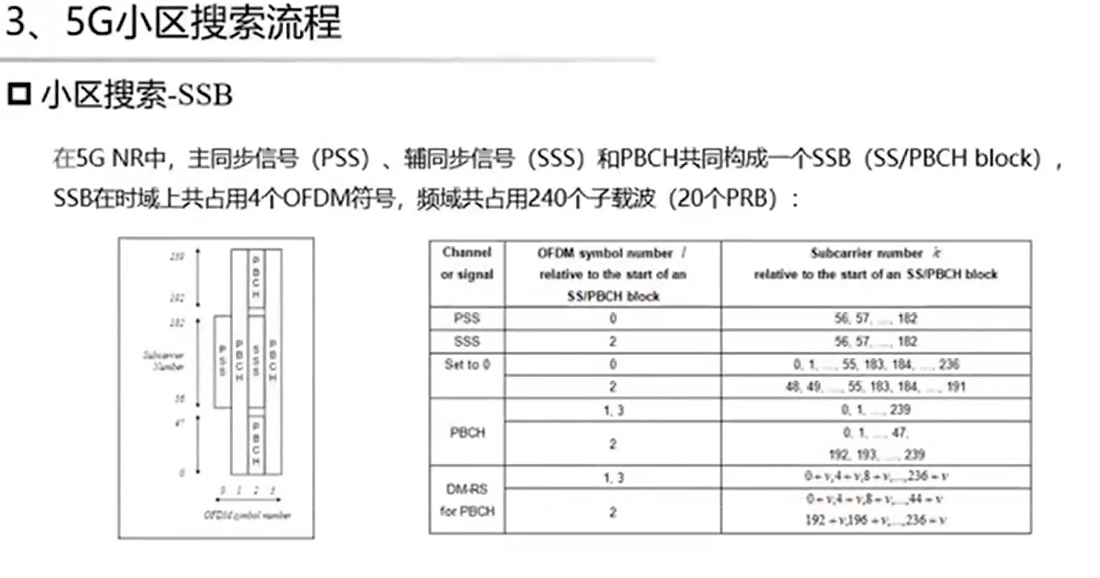 3、5G小区搜索流程
小区搜索-SSB
在5G NR中，主同步信号（PSS）、辅同步信号（SSS）和PBCH共同构成一个SSB（SS/PBCH block），
SSB在时域上共占用4个OFDM符号，频域共占用240个子载波（20个PRB）：
239
192
182
Subcarrier
Number
56
47
0
PSS
PBCH
PBCH
SSS
PBCH
PBCH
0 1 2 3
OFDM symbol number
Channel or signal | OFDM symbol number l relative to the start of an SS/PBCH block | Subcarrier number k relative to the start of an SS/PBCH block
PSS 0 56, 57, ..., 182
SSS 2 56, 57, ..., 182
Set to 0 0 0, 1, ..., 55, 183, 184, ..., 236
2 48, 49, ..., 55, 183, 184, ..., 191
PBCH 1, 3 0, 1, ..., 239
2 0, 1, ..., 47,
192, 193, ..., 239
DM-RS for PBCH 1, 3 0+v,4+v,8+v,...,236+v
2 0+v,4+v,8+v,...,44+v
192+v,196+v,...,236+v